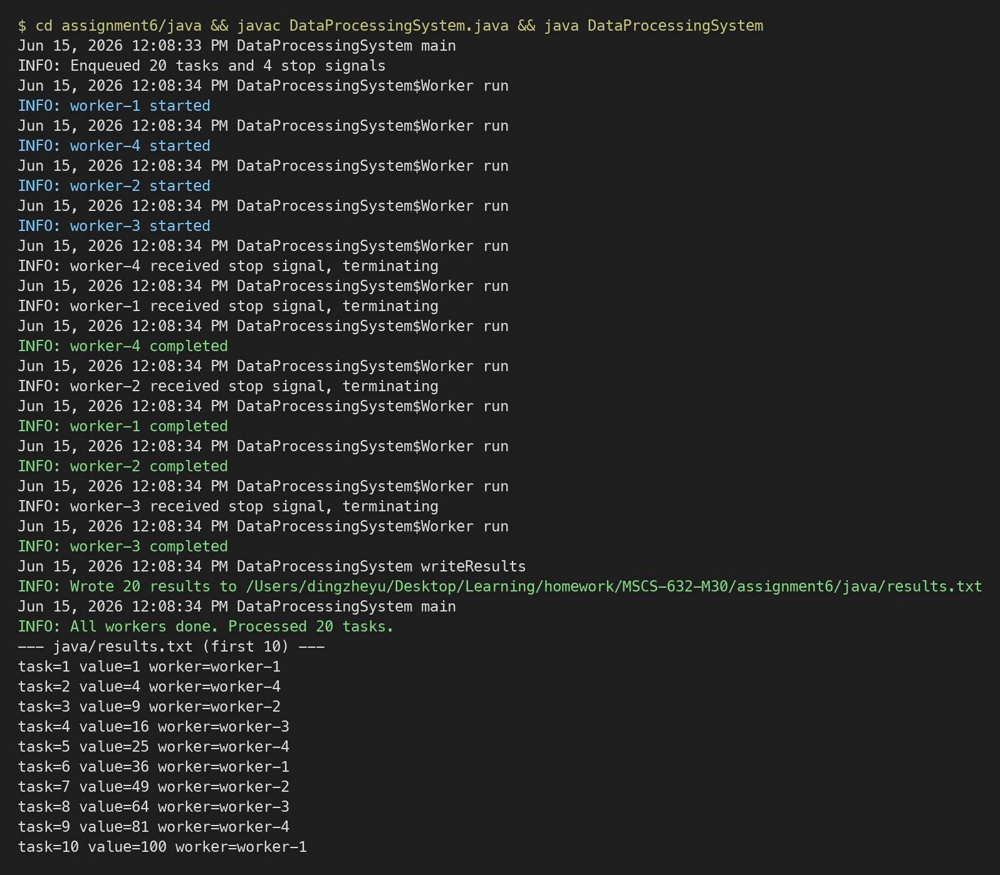 $ cd assignment6/java && javac DataProcessingSystem.java && java DataProcessingSystem
Jun 15, 2026 12:08:33 PM DataProcessingSystem main
INFO: Enqueued 20 tasks and 4 stop signals
Jun 15, 2026 12:08:34 PM DataProcessingSystem$Worker run
INFO: worker-1 started
Jun 15, 2026 12:08:34 PM DataProcessingSystem$Worker run
INFO: worker-4 started
Jun 15, 2026 12:08:34 PM DataProcessingSystem$Worker run
INFO: worker-2 started
Jun 15, 2026 12:08:34 PM DataProcessingSystem$Worker run
INFO: worker-3 started
Jun 15, 2026 12:08:34 PM DataProcessingSystem$Worker run
INFO: worker-4 received stop signal, terminating
Jun 15, 2026 12:08:34 PM DataProcessingSystem$Worker run
INFO: worker-1 received stop signal, terminating
Jun 15, 2026 12:08:34 PM DataProcessingSystem$Worker run
INFO: worker-4 completed
Jun 15, 2026 12:08:34 PM DataProcessingSystem$Worker run
INFO: worker-2 received stop signal, terminating
Jun 15, 2026 12:08:34 PM DataProcessingSystem$Worker run
INFO: worker-1 completed
Jun 15, 2026 12:08:34 PM DataProcessingSystem$Worker run
INFO: worker-2 completed
Jun 15, 2026 12:08:34 PM DataProcessingSystem$Worker run
INFO: worker-3 received stop signal, terminating
Jun 15, 2026 12:08:34 PM DataProcessingSystem$Worker run
INFO: worker-3 completed
Jun 15, 2026 12:08:34 PM DataProcessingSystem writeResults
INFO: Wrote 20 results to /Users/dingzheyu/Desktop/Learning/homework/MSCS-632-M30/assignment6/java/results.txt
Jun 15, 2026 12:08:34 PM DataProcessingSystem main
INFO: All workers done. Processed 20 tasks.
--- java/results.txt (first 10) ---
task=1 value=1 worker=worker-1
task=2 value=4 worker=worker-4
task=3 value=9 worker=worker-2
task=4 value=16 worker=worker-3
task=5 value=25 worker=worker-4
task=6 value=36 worker=worker-1
task=7 value=49 worker=worker-2
task=8 value=64 worker=worker-3
task=9 value=81 worker=worker-4
task=10 value=100 worker=worker-1